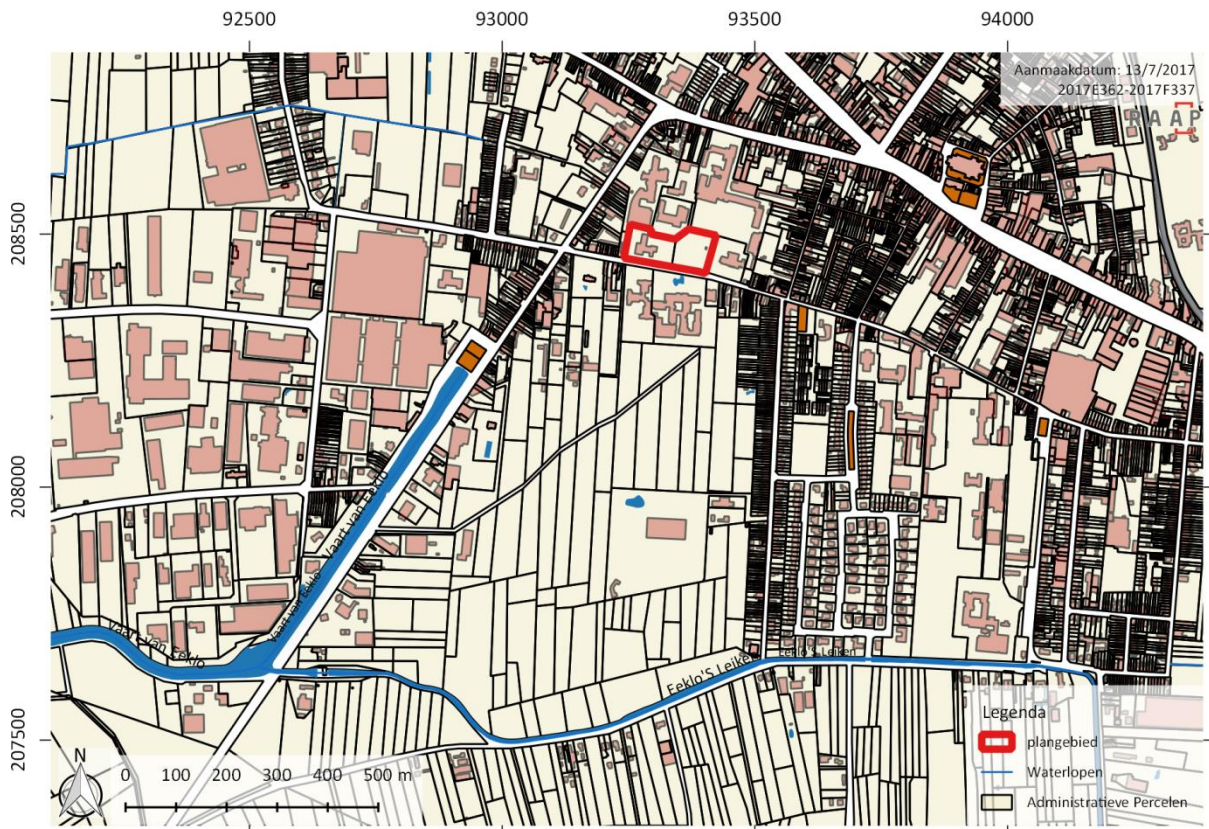 92500 93000 93500 94000
Aanmaakdatum: 13/7/2017
2017E362-2017F337
RAAP
208500
208000
207500
Vaart van Eeklo
Vaart van Eeklo
Vaart van Eeklo
Eeklo'S Leiken
Eeklo'S Leiken
N
0 100 200 300 400 500 m
Legenda
plangebied
Waterlopen
Administratieve Percelen